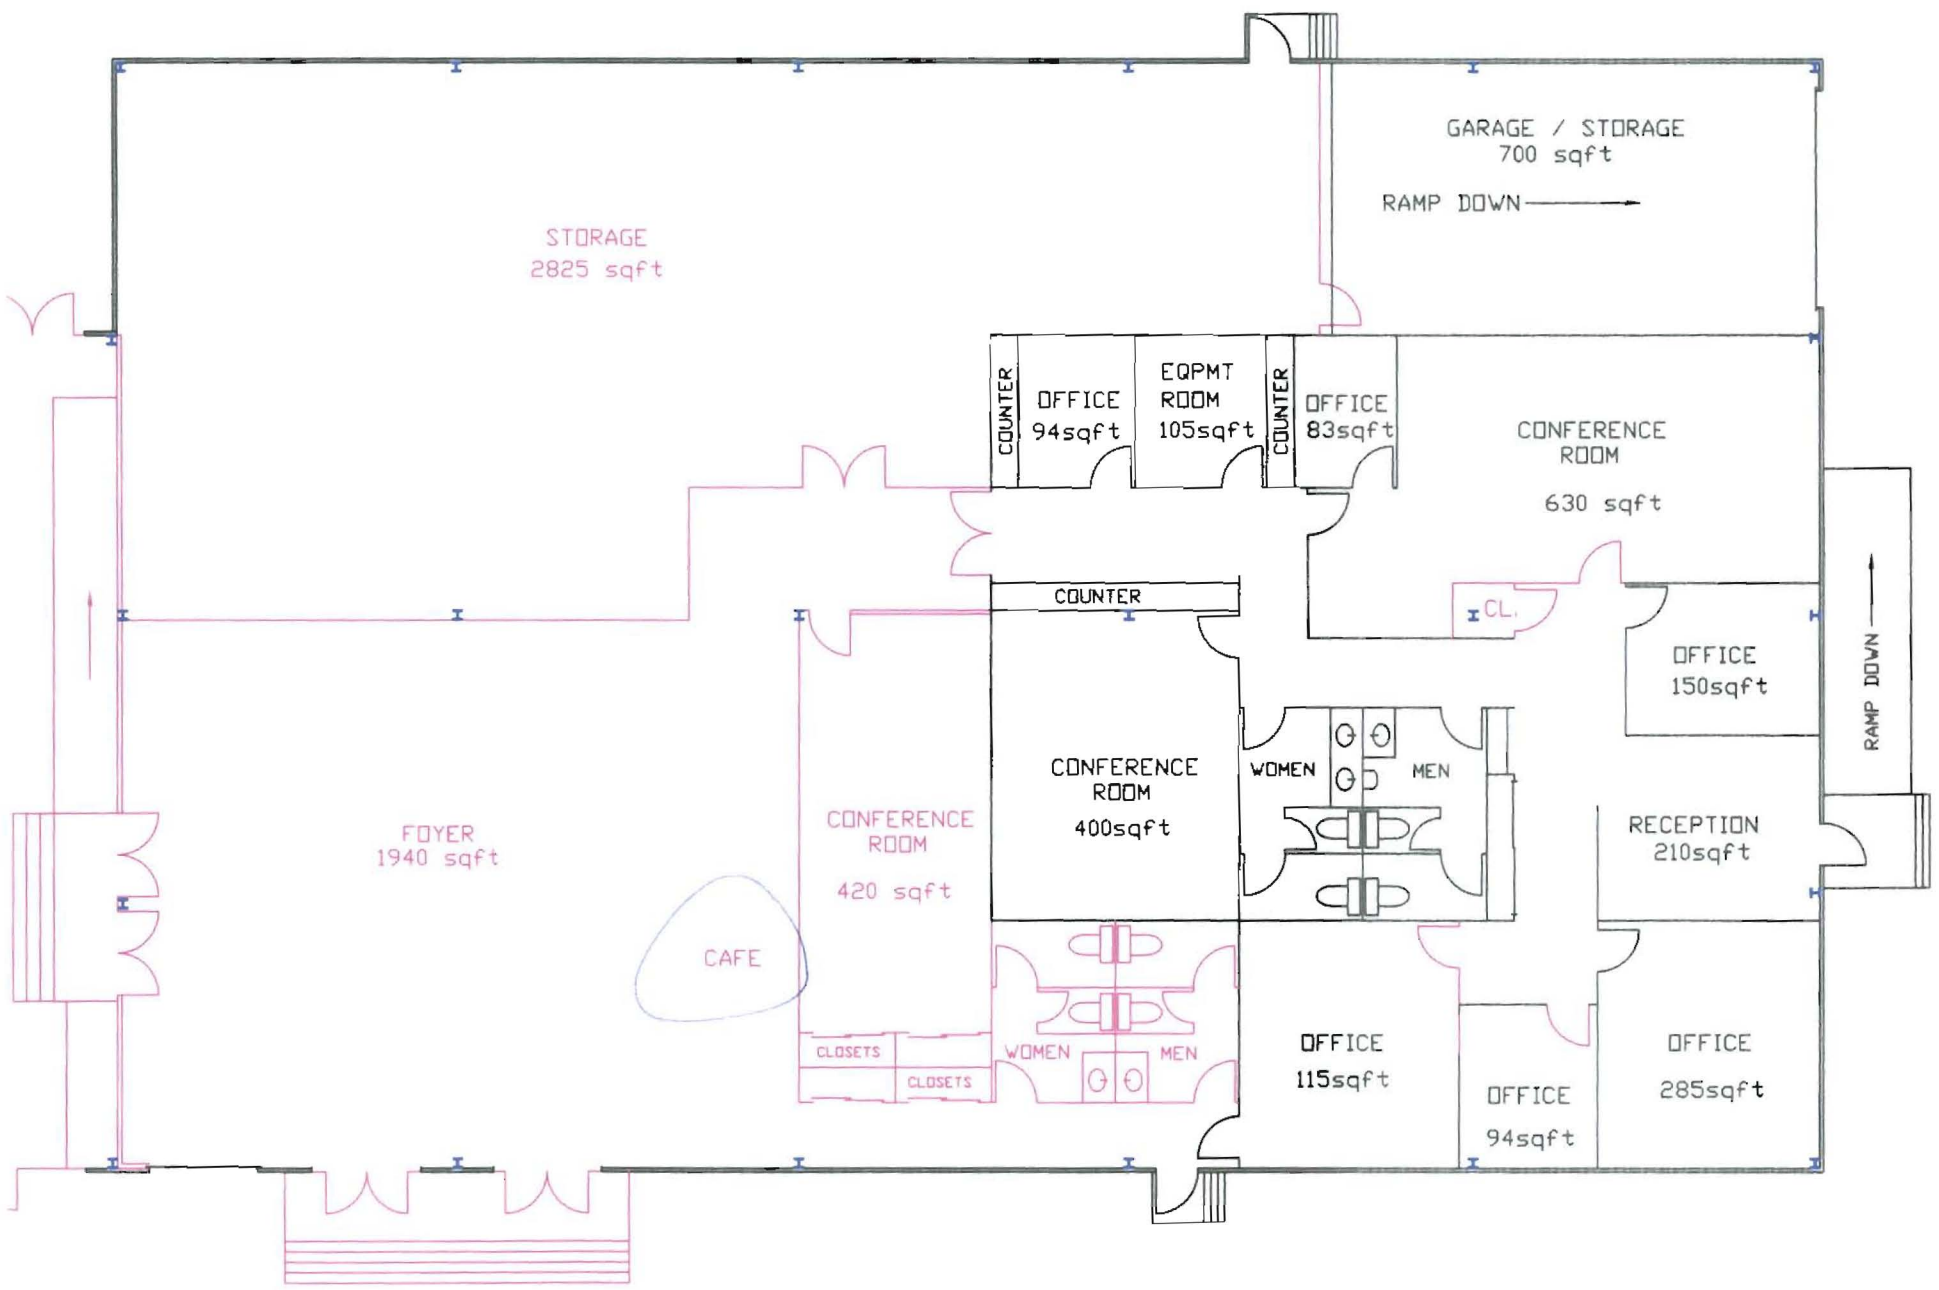 GARAGE / STORAGE
700 sqft
RAMP DOWN
STORAGE
2825 sqft
COUNTER
OFFICE
94sqft
EQPMT
ROOM
105sqft
COUNTER
OFFICE
83sqft
CONFERENCE
ROOM
630 sqft
COUNTER
CL.
OFFICE
150sqft
RAMP DOWN
CONFERENCE
ROOM
400sqft
WOMEN
MEN
FOYER
1940 sqft
CONFERENCE
ROOM
420 sqft
RECEPTION
210sqft
CAFE
CLOSETS
CLOSETS
WOMEN
MEN
OFFICE
115sqft
OFFICE
94sqft
OFFICE
285sqft